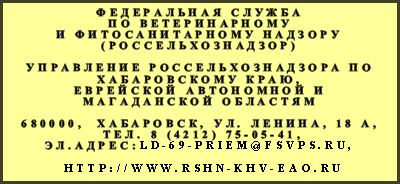 ФЕДЕРАЛЬНАЯ СЛУЖБА
ПО ВЕТЕРИНАРНОМУ
И ФИТОСАНИТАРНОМУ НАДЗОРУ
(РОССЕЛЬХОЗНАДЗОР)
УПРАВЛЕНИЕ РОССЕЛЬХОЗНАДЗОРА ПО
ХАБАРОВСКОМУ КРАЮ,
ЕВРЕЙСКОЙ АВТОНОМНОЙ И
МАГАДАНСКОЙ ОБЛАСТЯМ
680000, ХАБАРОВСК, УЛ. ЛЕНИНА, 18 А,
ТЕЛ. 8 (4212) 75-05-41,
ЭЛ.АДРЕС:LD-69-PRIEM@FSVPS.RU,
HTTP://WWW.RSHN-KHV-EAO.RU